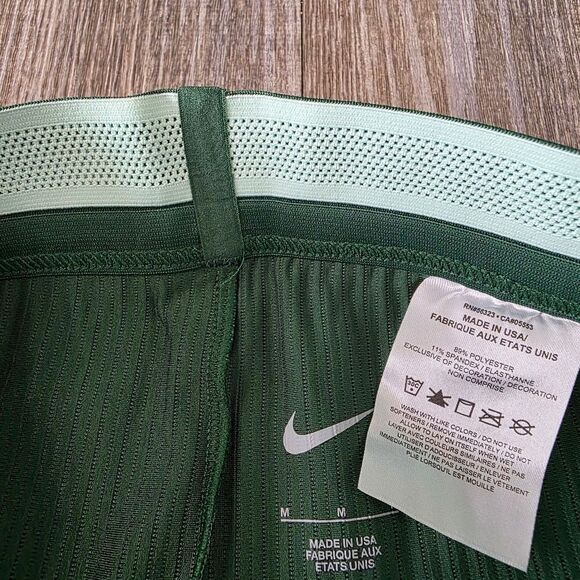 RN#56323 • CA#05553
MADE IN USA/
FABRIQUE AUX ETATS UNIS
89% POLYESTER
11% SPANDEX / ELASTHANNE
EXCLUSIVE OF DECORATION / DECORATION
NON COMPRISE
WASH WITH LIKE COLORS / DO NOT USE
SOFTENERS / REMOVE IMMEDIATELY / DO NOT
ALLOW TO LAY ON ITSELF WHEN WET
LAVER AVEC COULEURS SIMILAIRES / NE PAS
UTILISER D'ADOUCISSEUR / ENLEVER
IMMÉDIATEMENT / NE PAS LAISSER LE VÊTEMENT
PLIE LORSQU'IL EST MOUILLE
M M
MADE IN USA
FABRIQUE AUX
ETATS UNIS